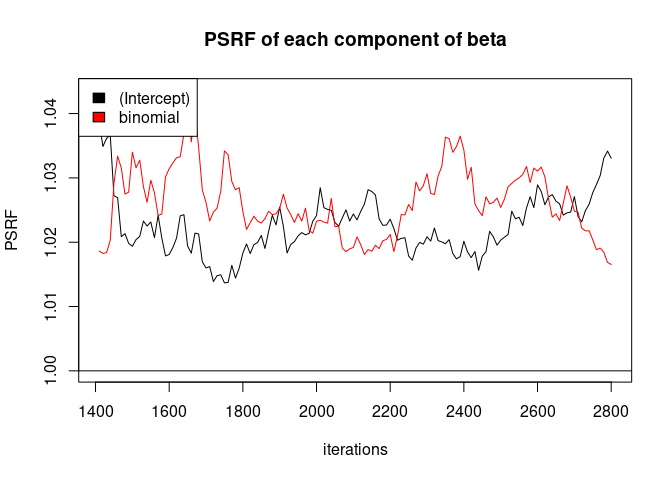 PSRF of each component of beta
(Intercept)
binomial
PSRF
1.04
1.03
1.02
1.01
1.00
1400 1600 1800 2000 2200 2400 2600 2800
iterations